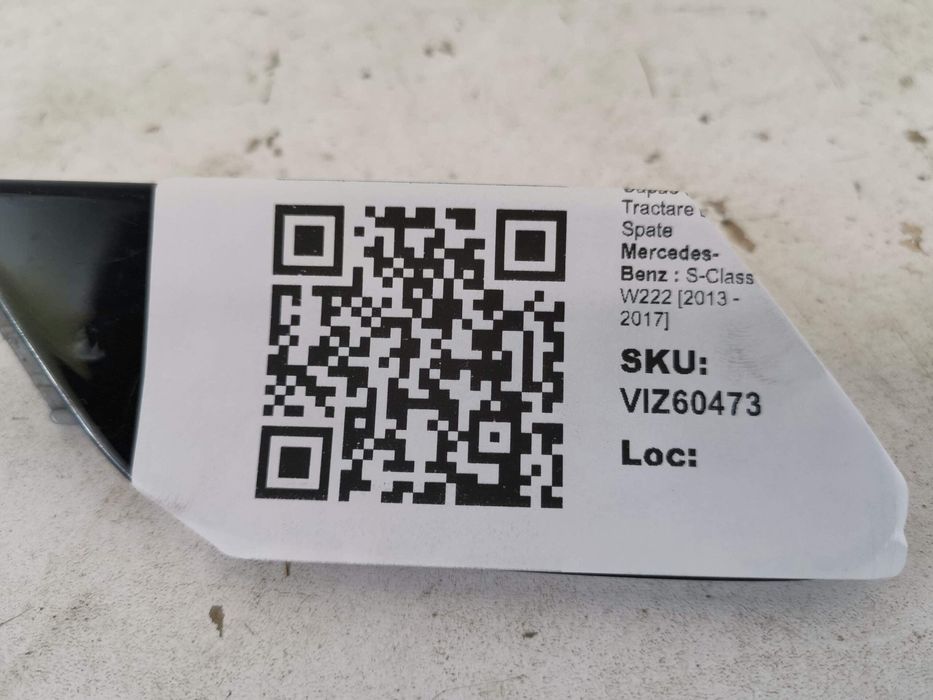 Tractare
Spate
Mercedes-
Benz : S-Class
W222 [2013 -
2017]
SKU:
VIZ60473
Loc: